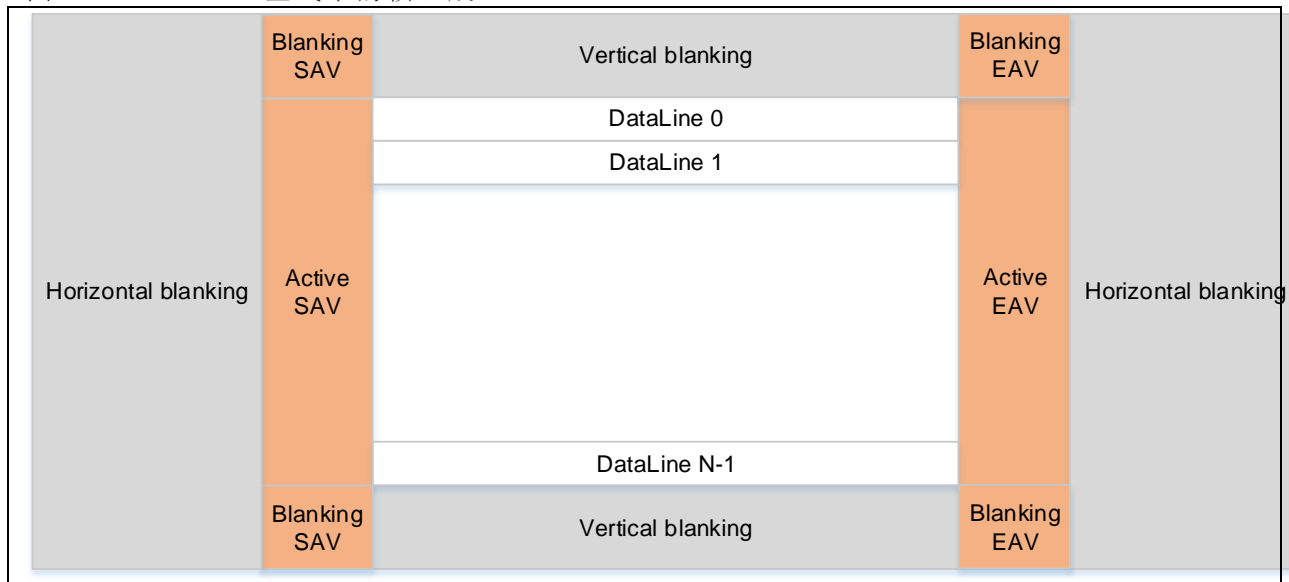 Blanking
SAV
Vertical blanking
Blanking
EAV
DataLine 0
DataLine 1
Horizontal blanking
Active
SAV
Active
EAV
Horizontal blanking
DataLine N-1
Blanking
SAV
Vertical blanking
Blanking
EAV